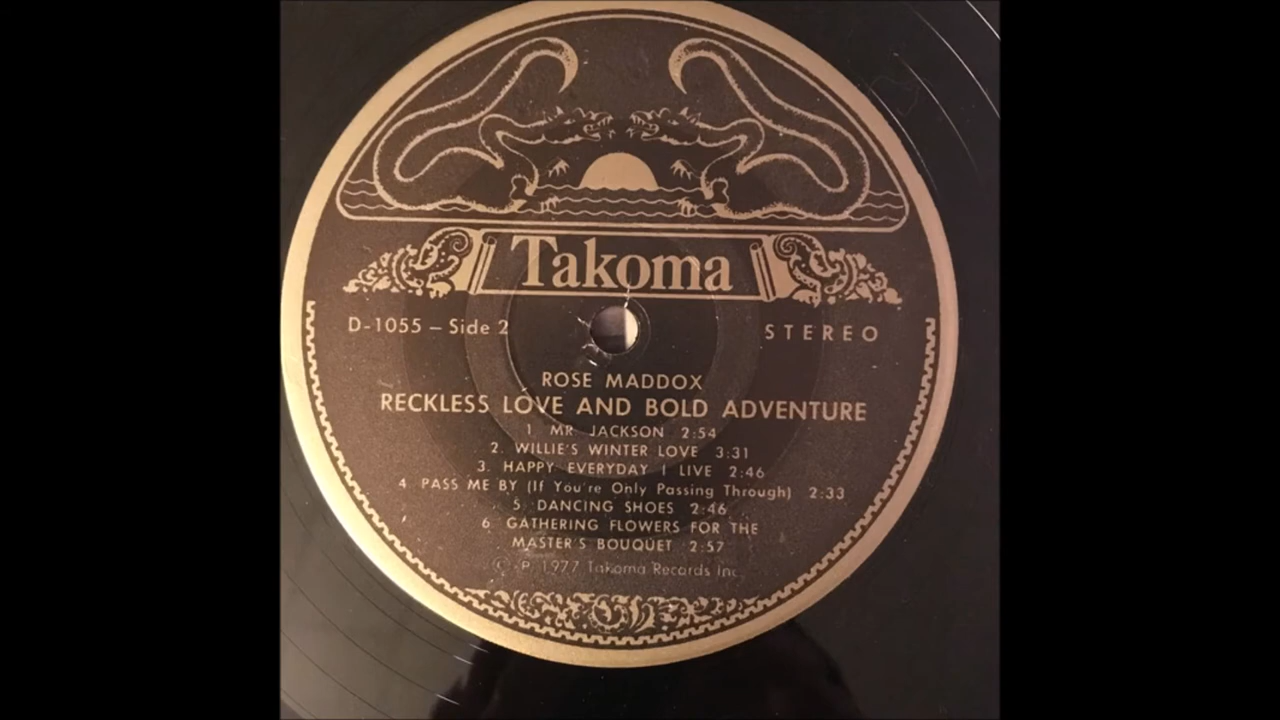 Takoma
D-1055 – Side 2
STEREO
ROSE MADDOX
RECKLESS LOVE AND BOLD ADVENTURE
1. MR. JACKSON 2:54
2. WILLIE'S WINTER LOVE 3:31
3. HAPPY EVERYDAY I LIVE 2:46
4 PASS ME BY (If You're Only Passing Through) 2:33
5 DANCING SHOES 2:46
6 GATHERING FLOWERS FOR THE
MASTER'S BOUQUET 2:57
© P 1977 Takoma Records Inc.